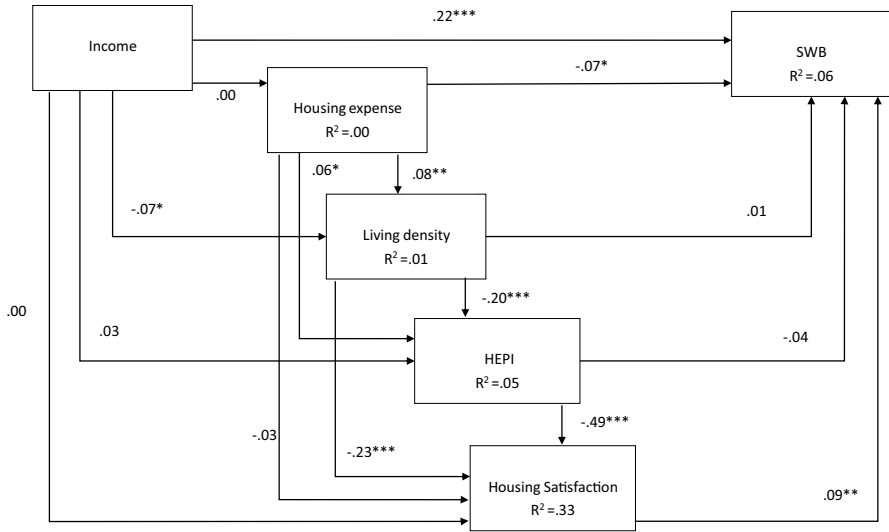 .22***
Income
SWB
R² =.06
-.07*
.00
Housing expense
R² =.00
.06*
.08**
-.07*
.01
Living density
R² =.01
-.20***
.00
.03
-.04
HEPI
R² =.05
-.03
-.49***
-.23***
Housing Satisfaction
R² =.33
.09**